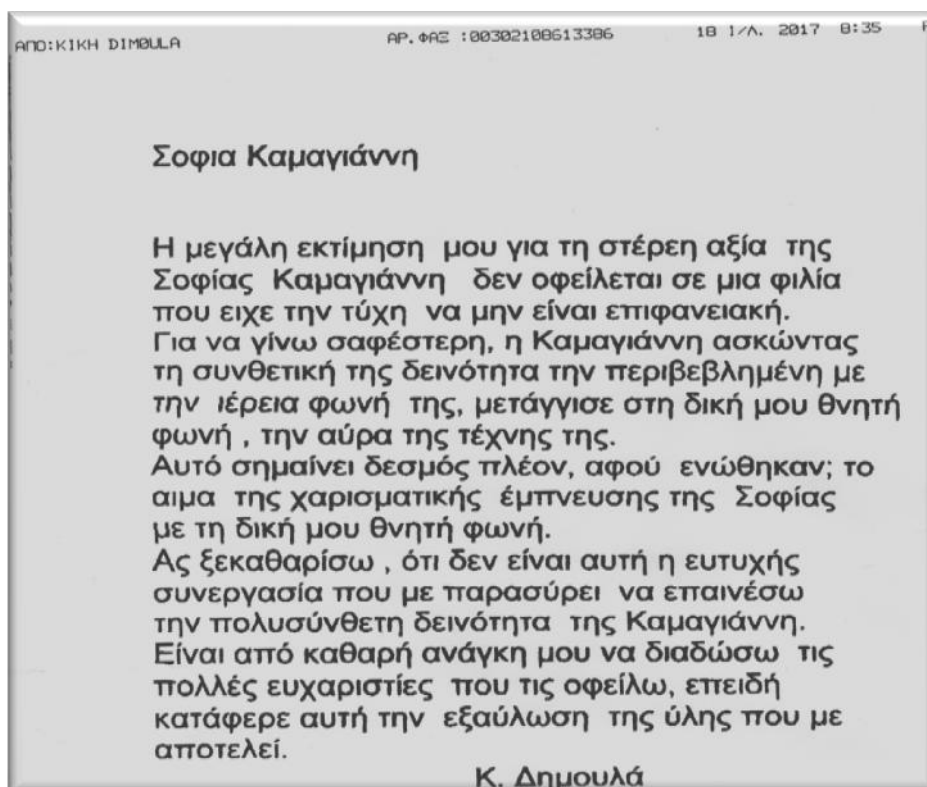 ΑΠΟ:ΚΙΚΗ DIMOULA ΑΡ.ΦΑΞ :00302108613386 18 Ι/Λ. 2017 8:35
Σοφια Καμαγιάννη
Η μεγάλη εκτίμηση μου για τη στέρεη αξία της
Σοφίας Καμαγιάννη δεν οφείλεται σε μια φιλία
που ειχε την τύχη να μην είναι επιφανειακή.
Για να γίνω σαφέστερη, η Καμαγιάννη ασκώντας
τη συνθετική της δεινότητα την περιβεβλημένη με
την ιέρεια φωνή της, μετάγγισε στη δική μου θνητή
φωνή , την αύρα της τέχνης της.
Αυτό σημαίνει δεσμός πλέον, αφού ενώθηκαν; το
αιμα της χαρισματικής έμπνευσης της Σοφίας
με τη δική μου θνητή φωνή.
Ας ξεκαθαρίσω , ότι δεν είναι αυτή η ευτυχής
συνεργασία που με παρασύρει να επαινέσω
την πολυσύνθετη δεινότητα της Καμαγιάννη.
Είναι από καθαρή ανάγκη μου να διαδώσω τις
πολλές ευχαριστίες που τις οφείλω, επειδή
κατάφερε αυτή την εξαύλωση της ύλης που με
αποτελεί.
Κ. Δημουλά